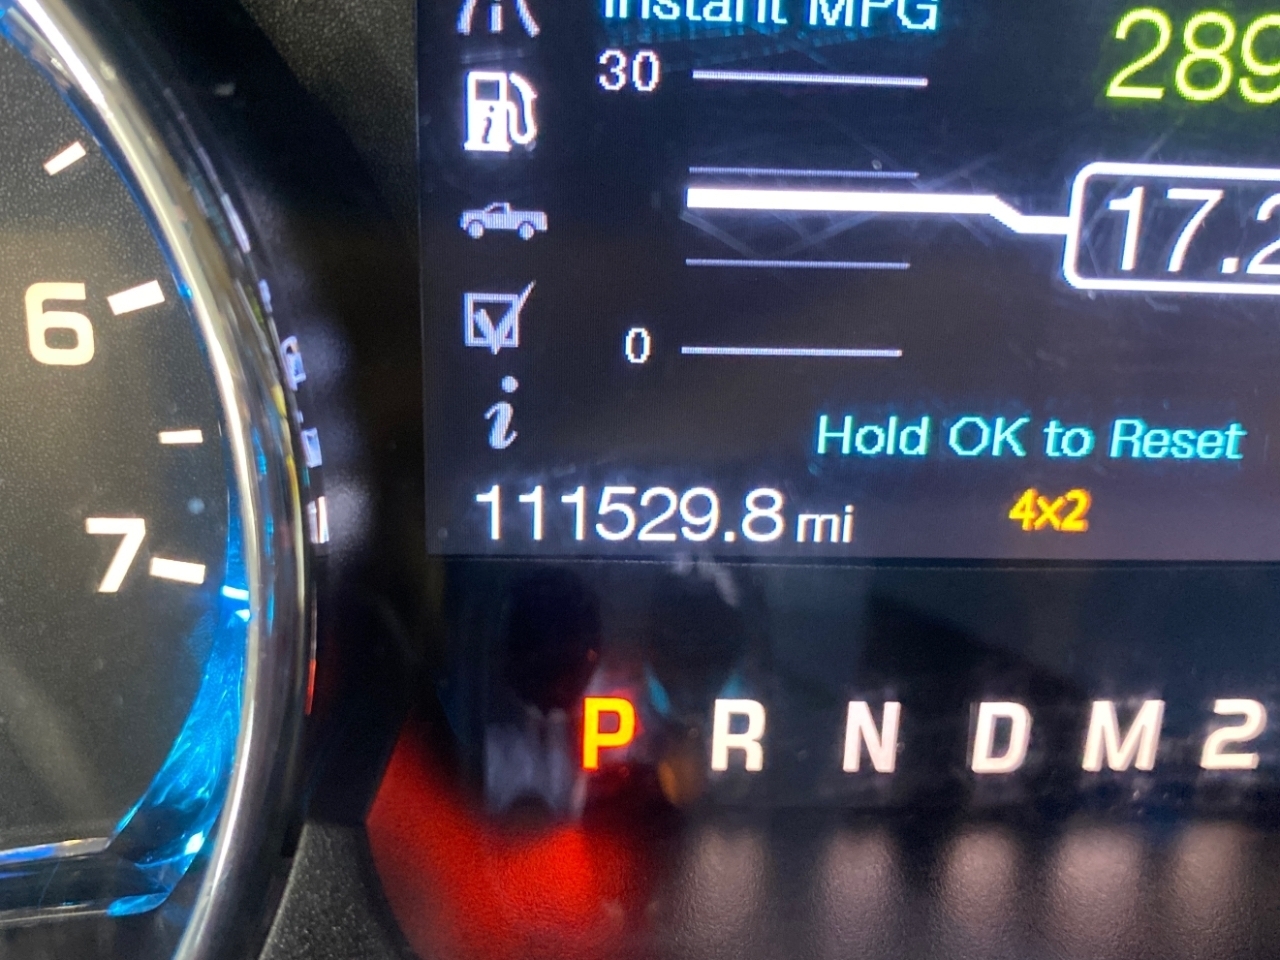 Instant MPG
30
289
17.2
6
0
Hold OK to Reset
111529.8 mi
4x2
7
P R N D M 2